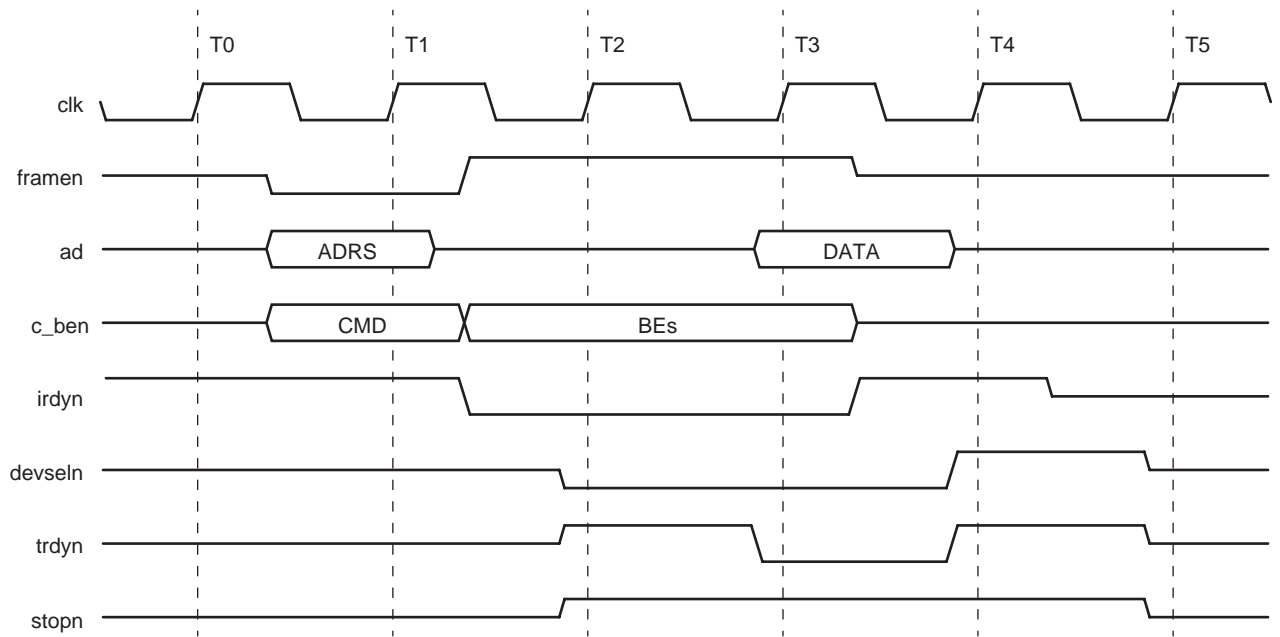 T0 T1 T2 T3 T4 T5
clk
framen
ad ADRS DATA
c_ben CMD BEs
irdyn
devseln
trdyn
stopn